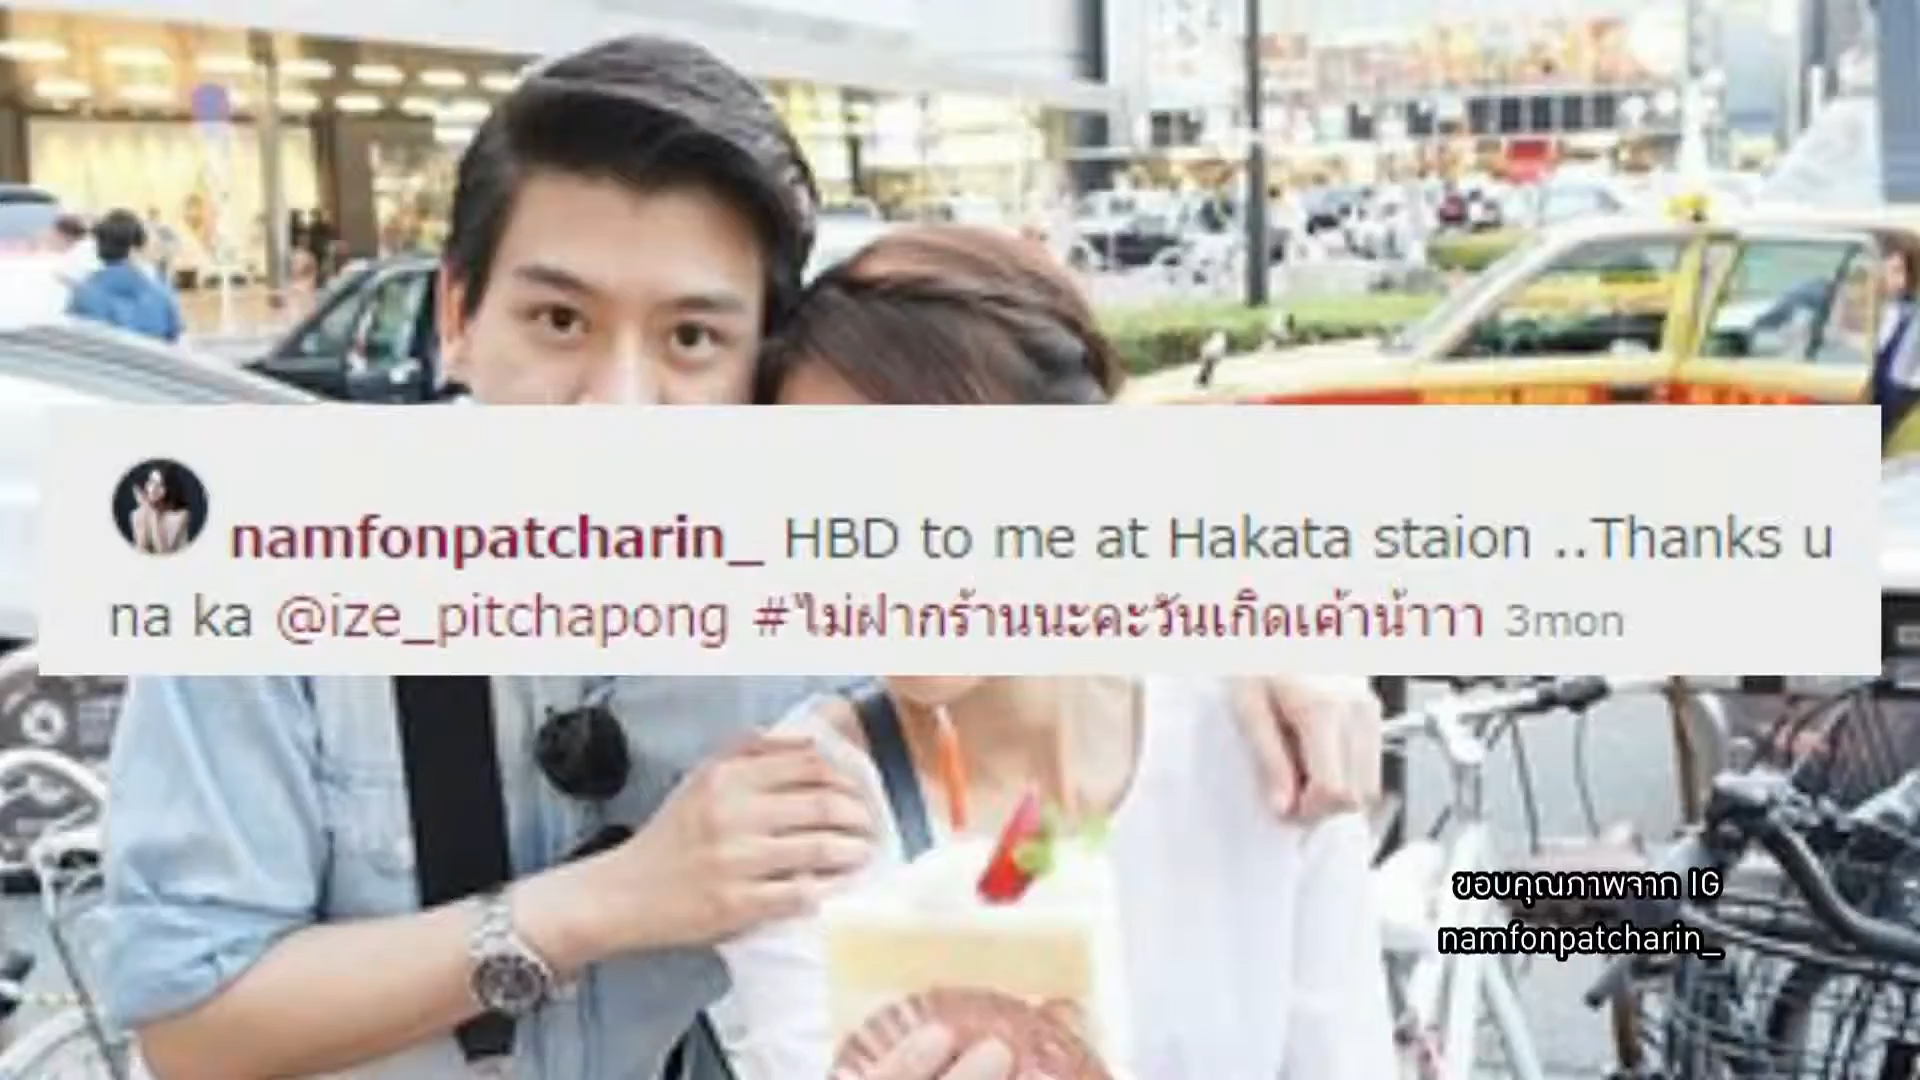 namfonpatcharin_ HBD to me at Hakata staion ..Thanks u
na ka @ize_pitchapong #ไม่ฝากร้านนะคะวันเกิดเค้าน้าาา 3mon
ขอบคุณภาพจาก IG
namfonpatcharin_